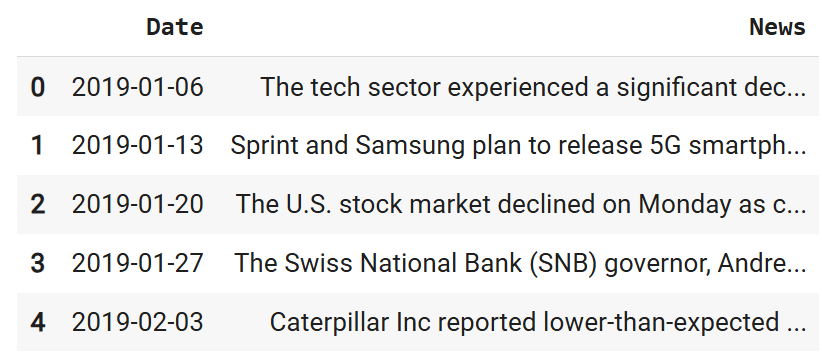 Date News
0 2019-01-06 The tech sector experienced a significant dec...
1 2019-01-13 Sprint and Samsung plan to release 5G smartph...
2 2019-01-20 The U.S. stock market declined on Monday as c...
3 2019-01-27 The Swiss National Bank (SNB) governor, Andre...
4 2019-02-03 Caterpillar Inc reported lower-than-expected ...